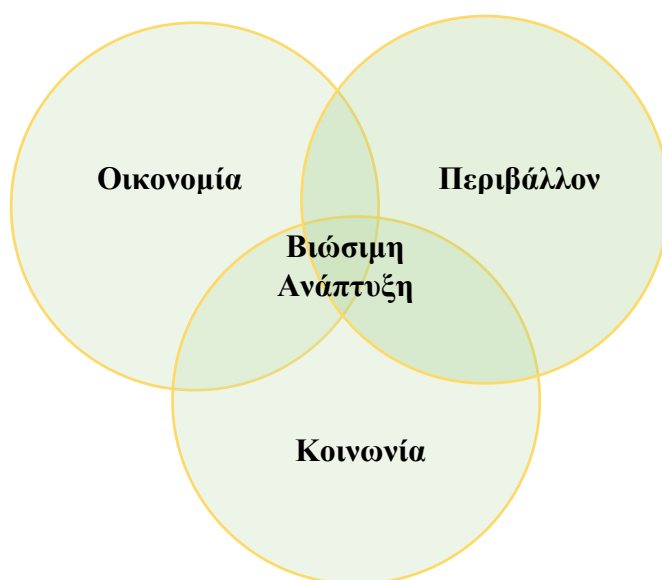 Οικονομία
Περιβάλλον
Βιώσιμη
Ανάπτυξη
Κοινωνία